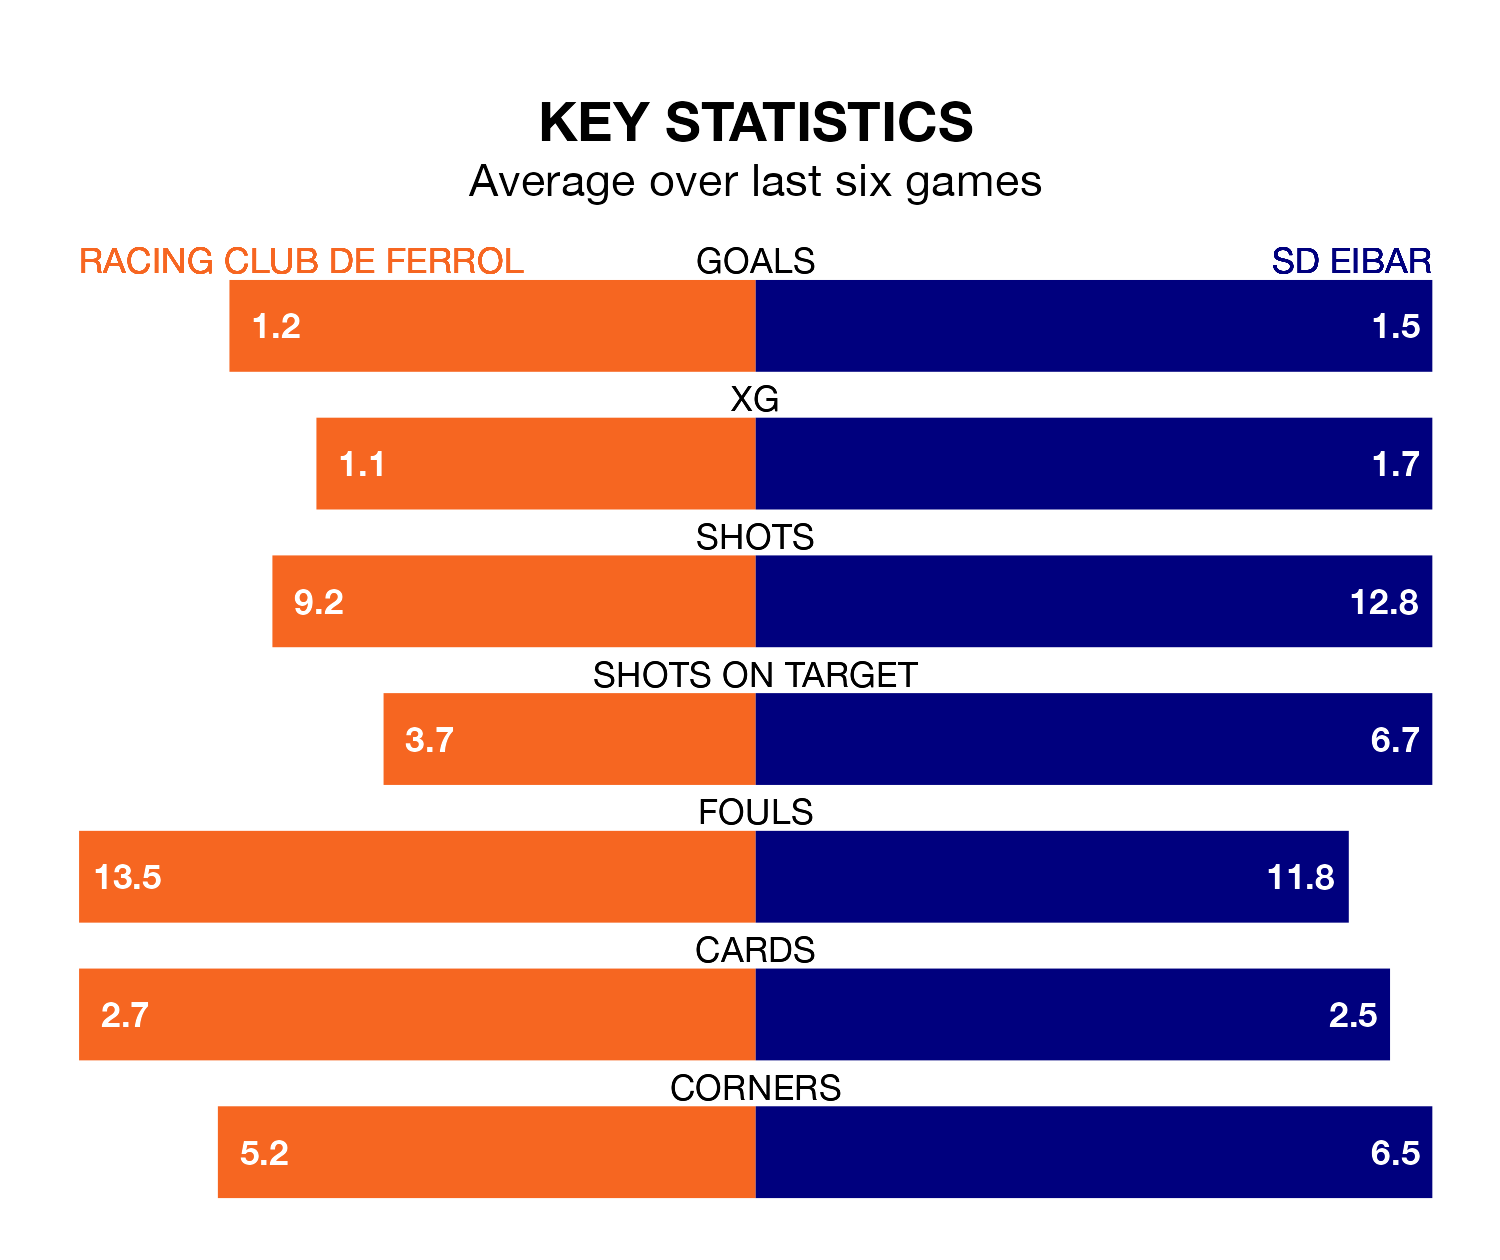 KEY STATISTICS
Average over last six games
RACING CLUB DE FERROL GOALS SD EIBAR
1.2 1.5
XG
1.1 1.7
SHOTS
9.2 12.8
SHOTS ON TARGET
3.7 6.7
FOULS
13.5 11.8
CARDS
2.7 2.5
CORNERS
5.2 6.5